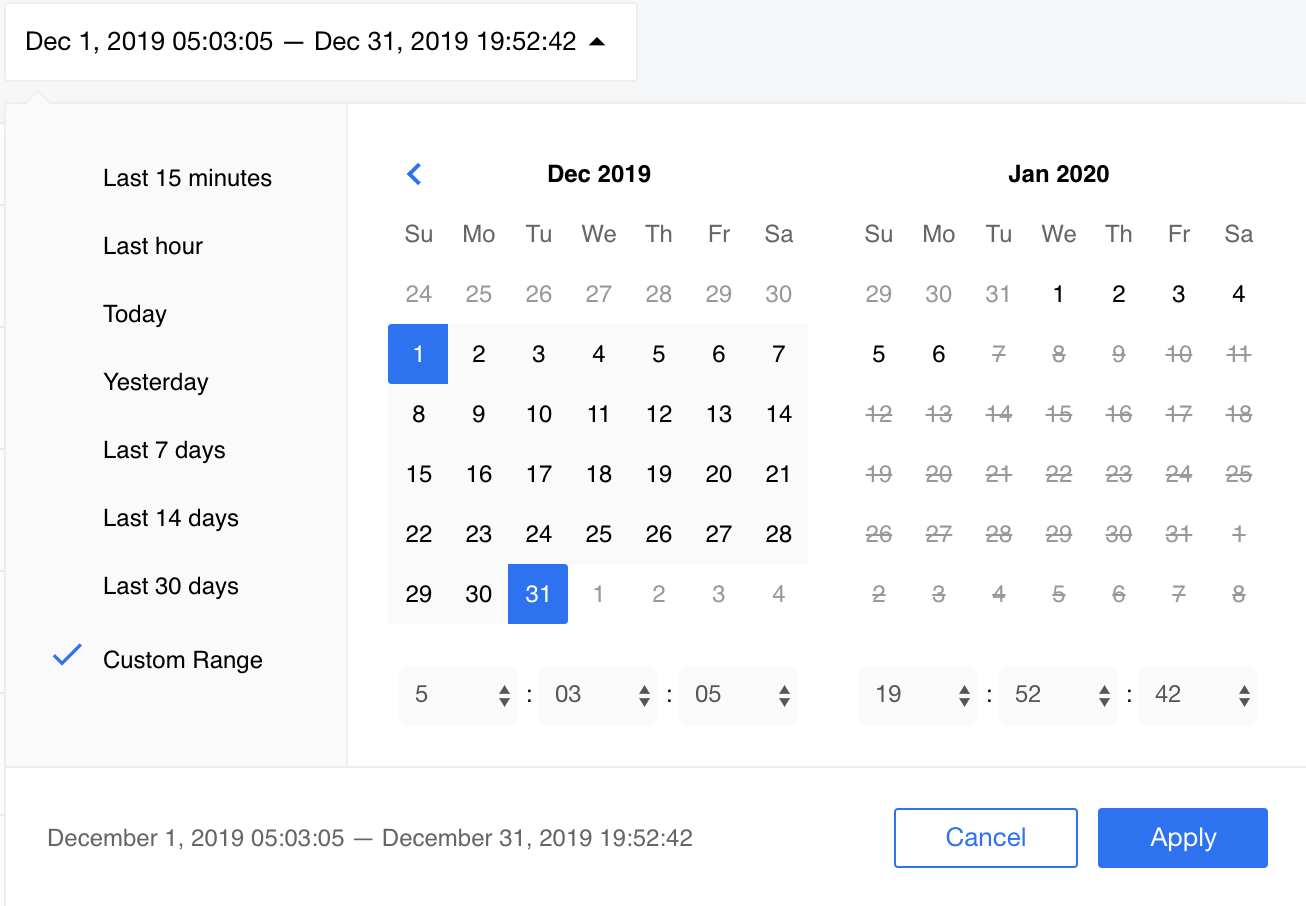 Dec 1, 2019 05:03:05 — Dec 31, 2019 19:52:42
Last 15 minutes
Last hour
Today
Yesterday
Last 7 days
Last 14 days
Last 30 days
Custom Range
Dec 2019
Su Mo Tu We Th Fr Sa
24 25 26 27 28 29 30
1 2 3 4 5 6 7
8 9 10 11 12 13 14
15 16 17 18 19 20 21
22 23 24 25 26 27 28
29 30 31 1 2 3 4
5 : 03 : 05
Jan 2020
Su Mo Tu We Th Fr Sa
29 30 31 1 2 3 4
5 6 7 8 9 10 11
12 13 14 15 16 17 18
19 20 21 22 23 24 25
26 27 28 29 30 31 1
2 3 4 5 6 7 8
19 : 52 : 42
December 1, 2019 05:03:05 — December 31, 2019 19:52:42
Cancel
Apply